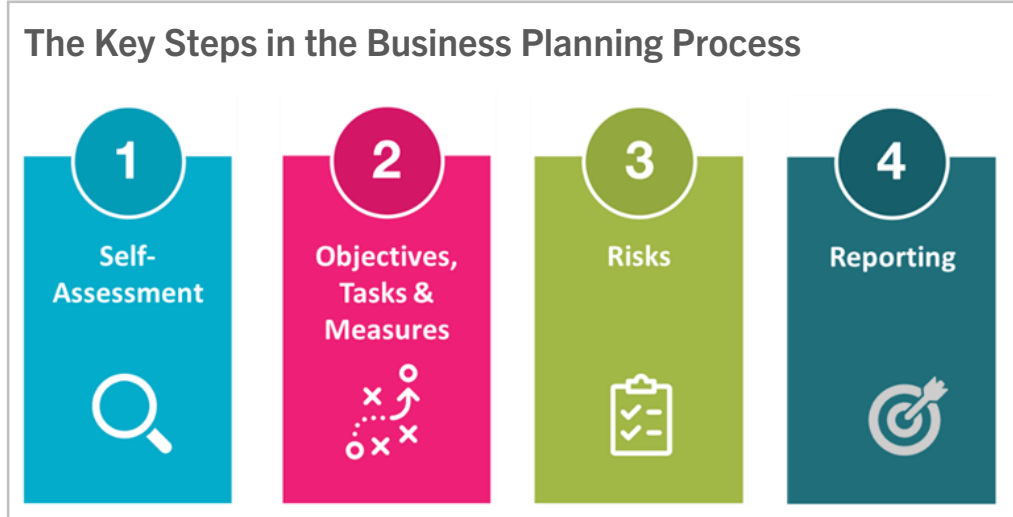 The Key Steps in the Business Planning Process
1
Self-
Assessment
2
Objectives,
Tasks &
Measures
3
Risks
4
Reporting